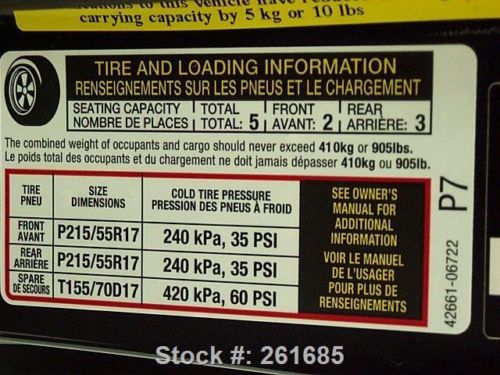 carrying capacity by 5 kg or 10 lbs
TIRE AND LOADING INFORMATION
RENSEIGNEMENTS SUR LES PNEUS ET LE CHARGEMENT
SEATING CAPACITY TOTAL FRONT REAR
NOMBRE DE PLACES TOTAL: 5 AVANT: 2 ARRIÈRE: 3
The combined weight of occupants and cargo should never exceed 410kg or 905lbs.
Le poids total des occupants et du chargement ne doit jamais dépasser 410kg ou 905lb.
TIRE PNEU
SIZE DIMENSIONS
COLD TIRE PRESSURE
PRESSION DES PNEUS À FROID
FRONT AVANT P215/55R17 240 kPa, 35 PSI
REAR ARRIÈRE P215/55R17 240 kPa, 35 PSI
SPARE DE SECOURS T155/70D17 420 kPa, 60 PSI
SEE OWNER'S
MANUAL FOR
ADDITIONAL
INFORMATION
VOIR LE MANUEL
DE L'USAGER
POUR PLUS DE
RENSEIGNEMENTS
P7
42661-06722
Stock #: 261685